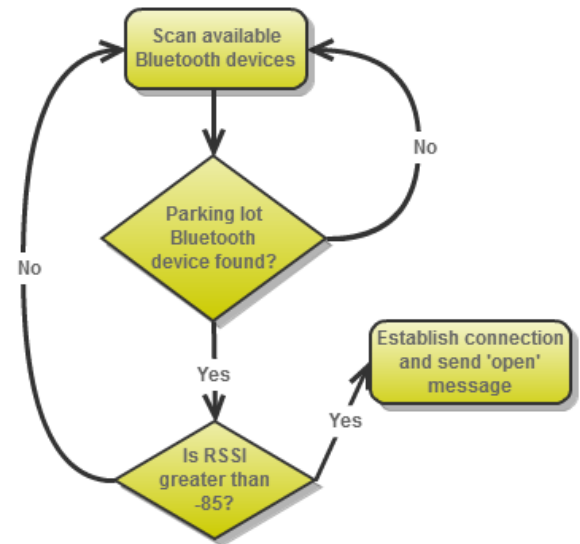 Scan available
Bluetooth devices
No
Parking lot
Bluetooth
device found?
No
Yes
Establish connection
and send 'open'
message
Yes
Is RSSI
greater than
-85?